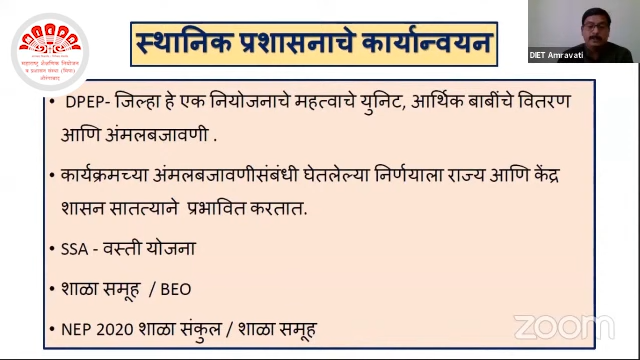 स्थानिक प्रशासनाचे कार्यान्वयन
DIET Amravati
• DPEP- जिल्हा हे एक नियोजनाचे महत्वाचे युनिट, आर्थिक बाबींचे वितरण
आणि अंमलबजावणी .
• कार्यक्रमच्या अंमलबजावणीसंबंधी घेतलेल्या निर्णयाला राज्य आणि केंद्र
शासन सातत्याने प्रभावित करतात.
• SSA - वस्ती योजना
• शाळा समूह / BEO
• NEP 2020 शाळा संकुल / शाळा समूह
zoom